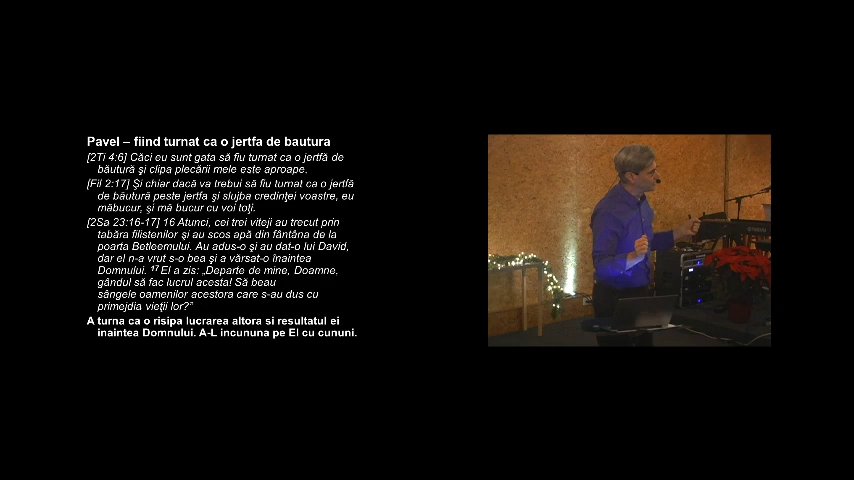 Pavel – fiind turnat ca o jertfa de bautura
[2Ti 4:6] Căci eu sunt gata să fiu turnat ca o jertfă de
băutură şi clipa plecării mele este aproape.
[Fil 2:17] Şi chiar dacă va trebui să fiu turnat ca o jertfă
de băutură peste jertfa şi slujba credinţei voastre, eu
măbucur, şi mă bucur cu voi toţi.
[2Sa 23:16-17] 16 Atunci, cei trei viteji au trecut prin
tabăra filistenilor şi au scos apă din fântâna de la
poarta Betleemului. Au adus-o şi au dat-o lui David,
dar el n-a vrut s-o bea şi a vărsat-o înaintea
Domnului. 17 El a zis: „Departe de mine, Doamne,
gândul să fac lucrul acesta! Să beau
sângele oamenilor acestora care s-au dus cu
primejdia vieţii lor?”
A turna ca o risipa lucrarea altora si resultatul ei
inaintea Domnului. A-L incununa pe El cu cununi.